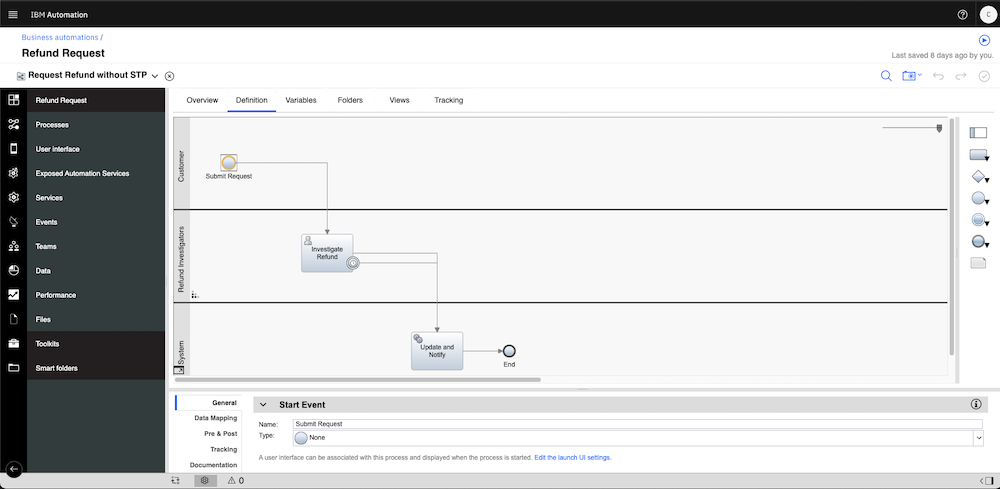 IBM Automation
C
Business automations /
Refund Request
Last saved 8 days ago by you.
Request Refund without STP
Refund Request
Processes
User interface
Exposed Automation Services
Services
Events
Teams
Data
Performance
Files
Toolkits
Smart folders
Overview
Definition
Variables
Folders
Views
Tracking
Customer
Submit Request
Refund Investigators
Investigate
Refund
System
Update and
Notify
End
General
Data Mapping
Pre & Post
Tracking
Documentation
Start Event
Name:
Submit Request
Type:
None
A user interface can be associated with this process and displayed when the process is started. Edit the launch UI settings.
0